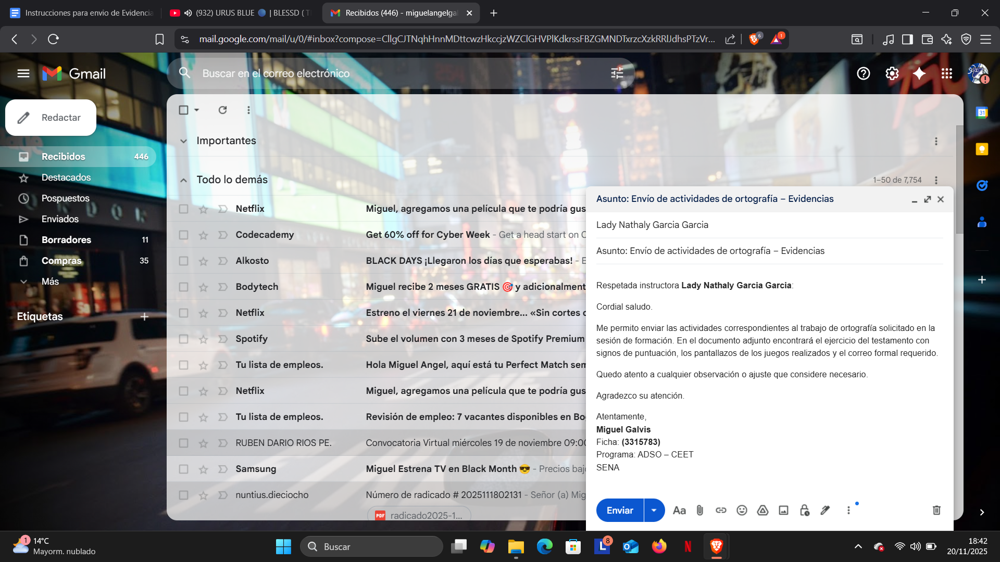 Instrucciones para envio de Evidencia
(932) URUS BLUE 🔵 | BLESSD ( T
Recibidos (446) - miguelangelgal
mail.google.com/mail/u/0/#inbox?compose=
6
1
Gmail
Buscar en el correo electrónico
Redactar
Recibidos 446
Destacados
Pospuestos
Enviados
Borradores 11
Compras 35
Más
Etiquetas
Importantes
Todo lo demás
1–50 de 7,754
Netflix Miguel, agregamos una película que te podría gus
Codecademy Get 60% off for Cyber Week - Get a head start on C
Alkosto BLACK DAYS ¡Llegaron los días que esperabas! - E
Bodytech Miguel recibe 2 meses GRATIS 🎯 y adicionalment
Netflix Estreno el viernes 21 de noviembre... «Sin cortes c
Spotify Sube el volumen con 3 meses de Spotify Premium
Tu lista de empleos. Hola Miguel Angel, aquí está tu Perfect Match sem
Netflix Miguel, agregamos una película que te podría gus
Tu lista de empleos. Revisión de empleo: 7 vacantes disponibles en Bog
RUBEN DARIO RIOS PE. Convocatoria Virtual miércoles 19 de noviembre 09:00
Samsung Miguel Estrena TV en Black Month 😎 - Precios bajo
nuntius.dieciocho Número de radicado # 2025111802131 - Señor (a) Mig
PDF radicado2025-1...
Asunto: Envío de actividades de ortografía – Evidencias
Lady Nathaly Garcia Garcia
Asunto: Envío de actividades de ortografía – Evidencias
Respetada instructora Lady Nathaly Garcia Garcia:
Cordial saludo.
Me permito enviar las actividades correspondientes al trabajo de ortografía solicitado en la
sesión de formación. En el documento adjunto encontrará el ejercicio del testamento con
signos de puntuación, los pantallazos de los juegos realizados y el correo formal requerido.
Quedo atento a cualquier observación o ajuste que considere necesario.
Agradezco su atención.
Atentamente,
Miguel Galvis
Ficha: (3315783)
Programa: ADSO – CEET
SENA
Enviar
Aa
31
1
14°C
Mayorm. nublado
Buscar
8
18:42
20/11/2025